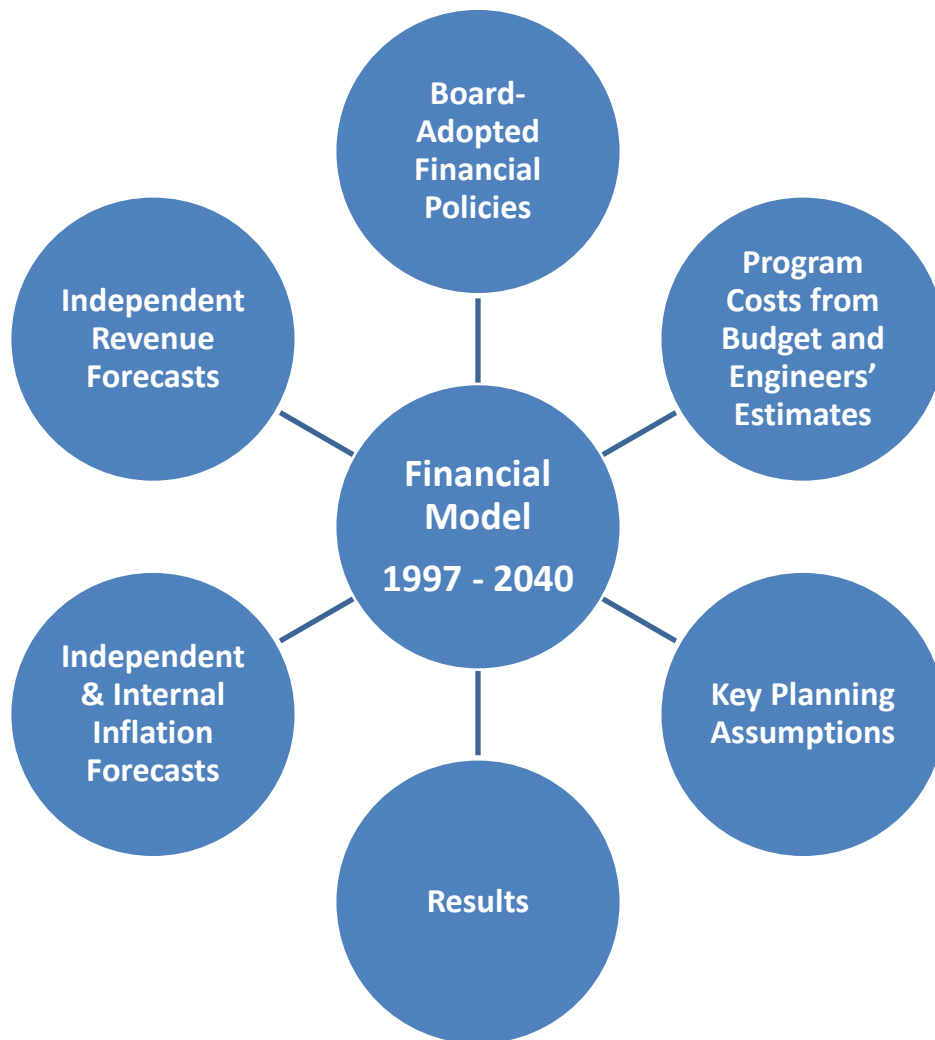 Board-
Adopted
Financial
Policies
Program
Costs from
Budget and
Engineers’
Estimates
Key Planning
Assumptions
Results
Independent
& Internal
Inflation
Forecasts
Independent
Revenue
Forecasts
Financial
Model
1997 - 2040